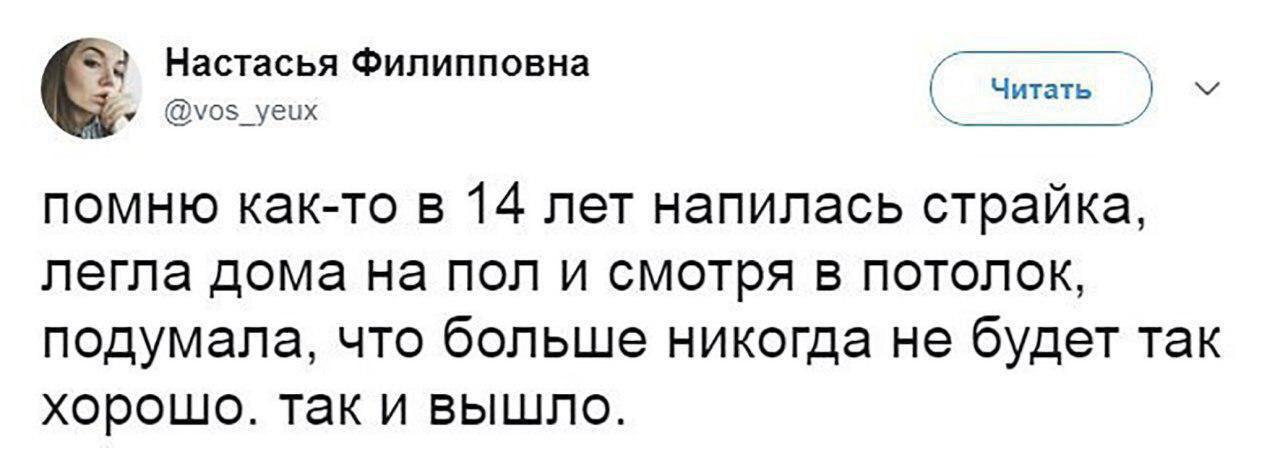 Настасья Филипповна
@vos_yeux
Читать
помню как-то в 14 лет напилась страйка,
легла дома на пол и смотря в потолок,
подумала, что больше никогда не будет так
хорошо. так и вышло.